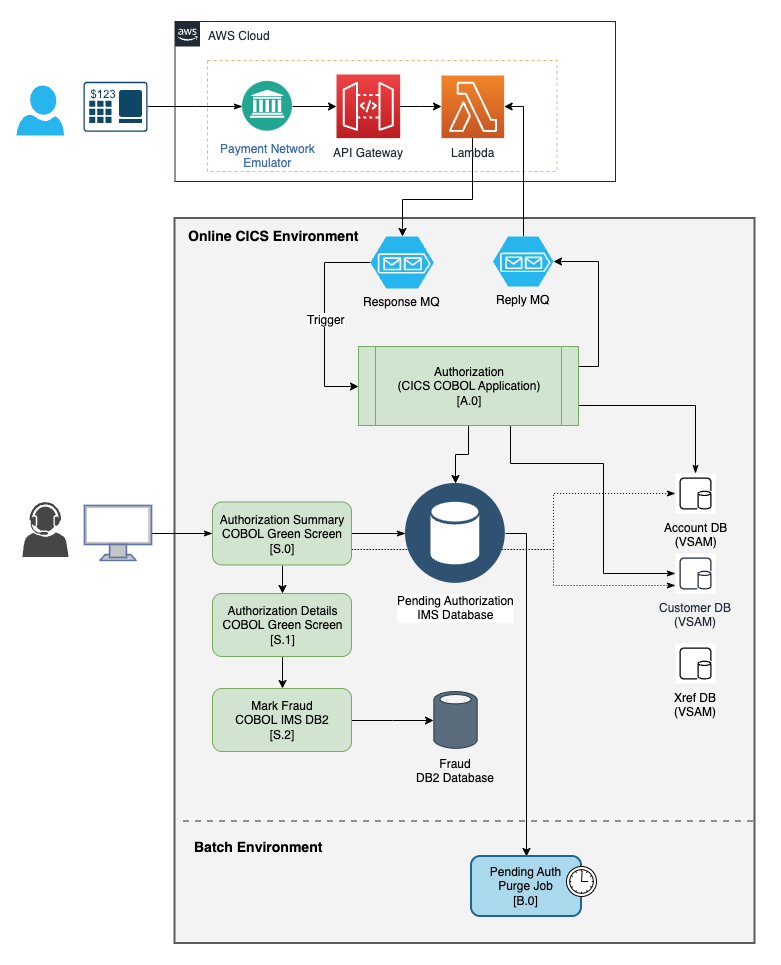 aws
AWS Cloud
$123
Payment Network
Emulator
API Gateway
Lambda
Online CICS Environment
Response MQ
Reply MQ
Trigger
Authorization
(CICS COBOL Application)
[A.0]
Authorization Summary
COBOL Green Screen
[S.0]
Account DB
(VSAM)
Authorization Details
COBOL Green Screen
[S.1]
Pending Authorization
IMS Database
Customer DB
(VSAM)
Mark Fraud
COBOL IMS DB2
[S.2]
Xref DB
(VSAM)
Fraud
DB2 Database
Batch Environment
Pending Auth
Purge Job
[B.0]